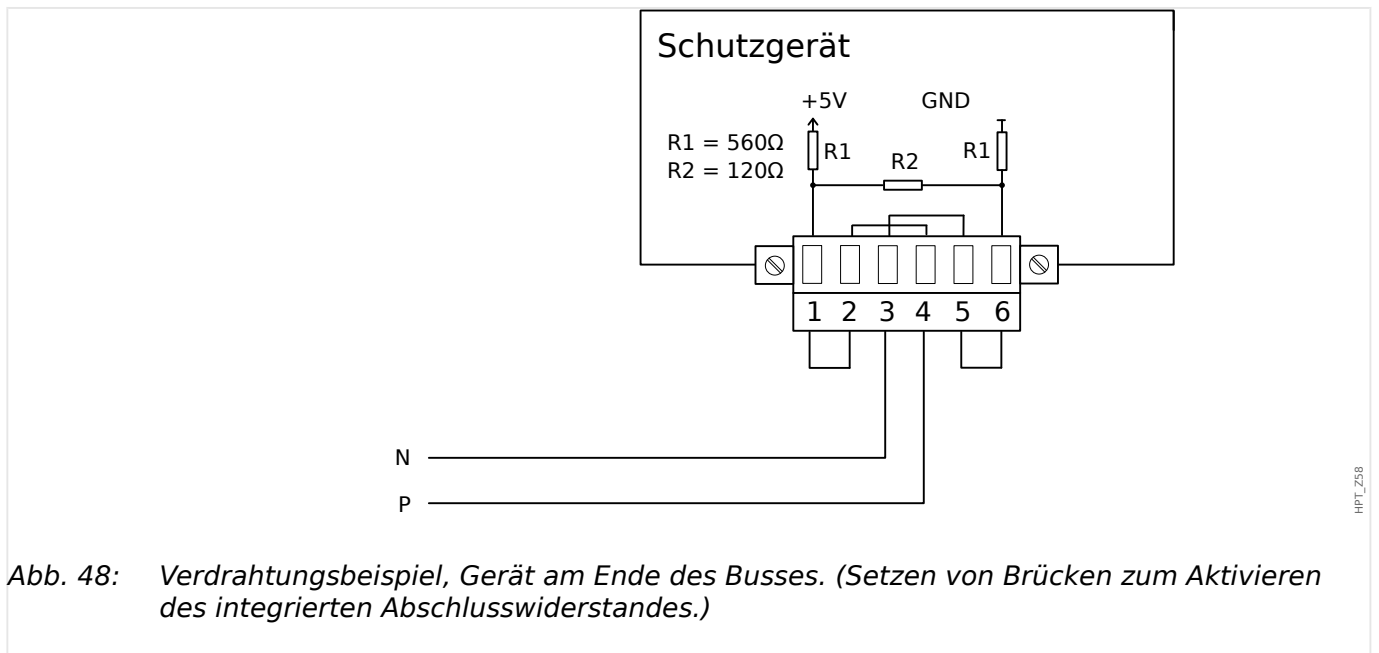 Schutzgerät
+5V GND
R1 = 560Ω
R2 = 120Ω
R1 R2 R1
1 2 3 4 5 6
N
P
HPT_Z58
Abb. 48: Verdrahtungsbeispiel, Gerät am Ende des Busses. (Setzen von Brücken zum Aktivieren
des integrierten Abschlusswiderstandes.)